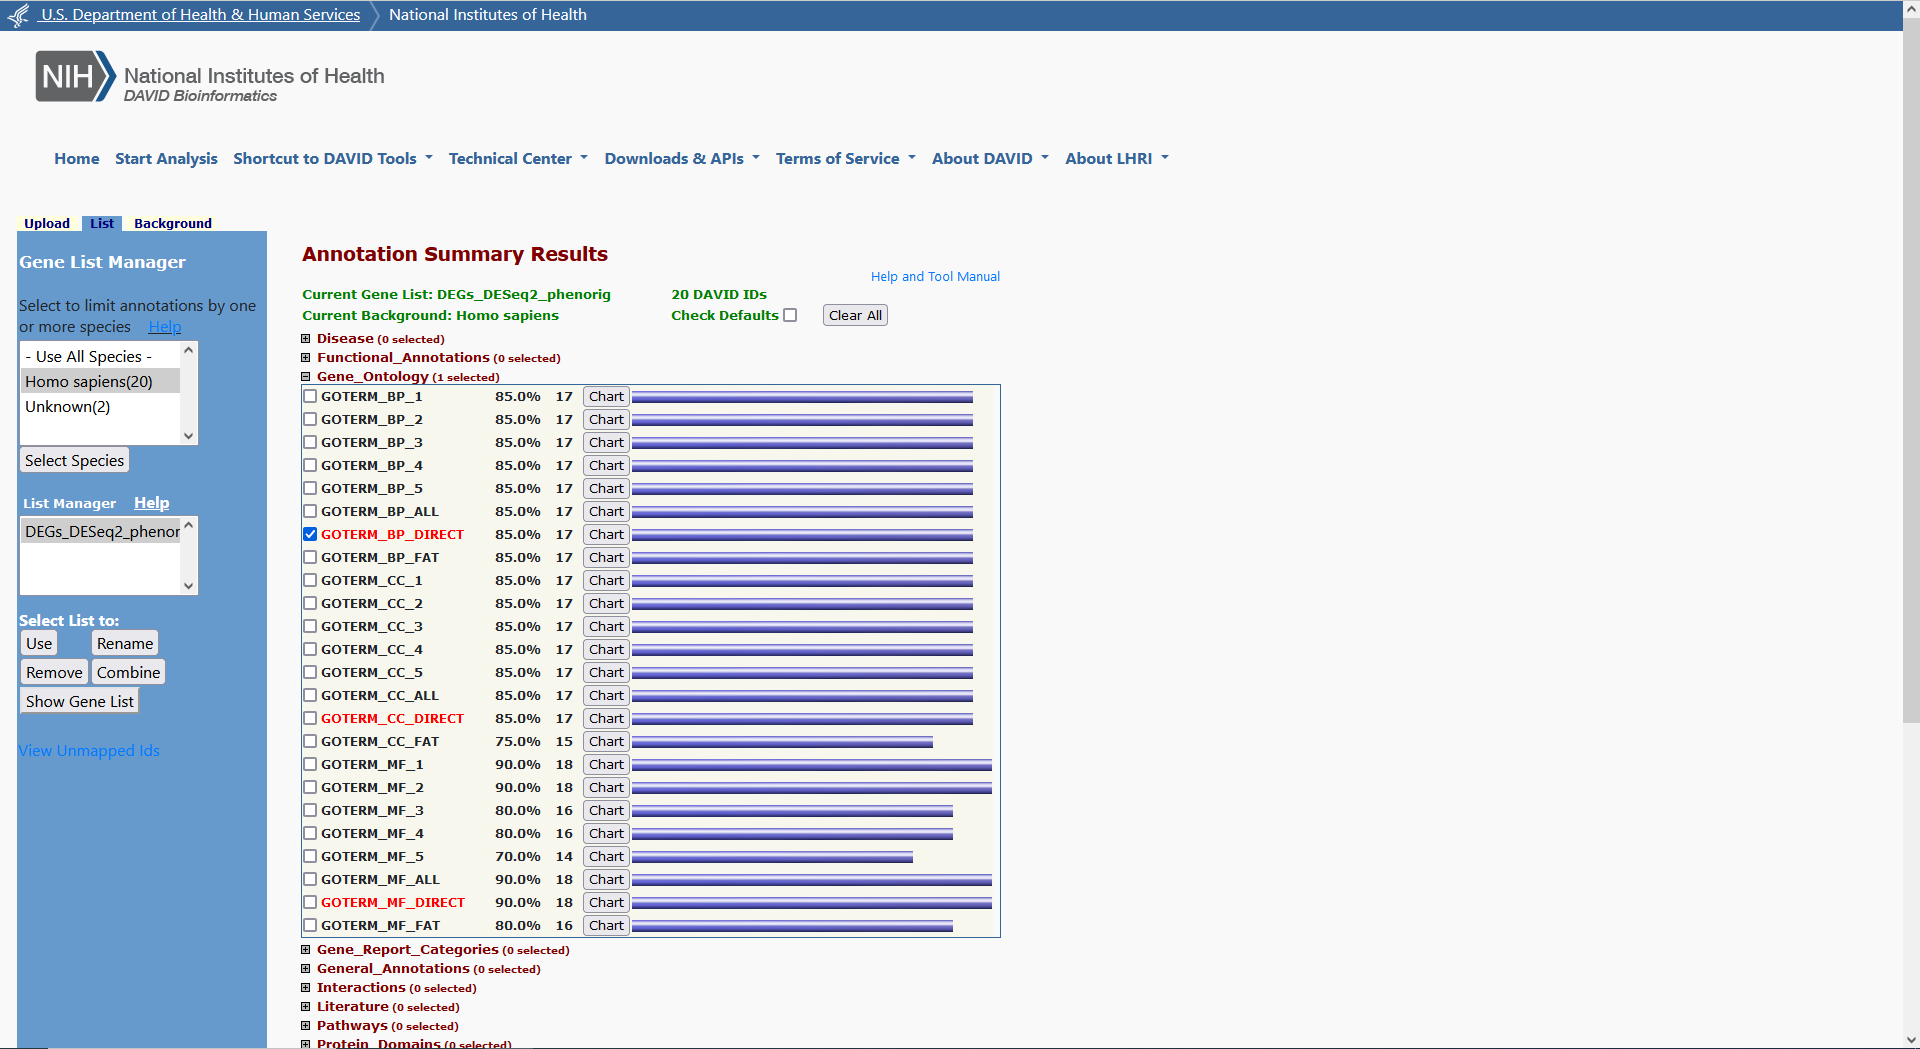 U.S. Department of Health & Human Services National Institutes of Health
NIH National Institutes of Health
DAVID Bioinformatics
Home Start Analysis Shortcut to DAVID Tools Technical Center Downloads & APIs Terms of Service About DAVID About LHRI
Upload List Background
Gene List Manager
Select to limit annotations by one
or more species Help
- Use All Species -
Homo sapiens(20)
Unknown(2)
Select Species
List Manager Help
DEGs_DESeq2_phenor
Select List to:
Use Rename
Remove Combine
Show Gene List
View Unmapped Ids
Annotation Summary Results
Help and Tool Manual
Current Gene List: DEGs_DESeq2_phenorig 20 DAVID IDs
Current Background: Homo sapiens Check Defaults Clear All
Disease (0 selected)
Functional_Annotations (0 selected)
Gene_Ontology (1 selected)
GOTERM_BP_1 85.0% 17 Chart
GOTERM_BP_2 85.0% 17 Chart
GOTERM_BP_3 85.0% 17 Chart
GOTERM_BP_4 85.0% 17 Chart
GOTERM_BP_5 85.0% 17 Chart
GOTERM_BP_ALL 85.0% 17 Chart
GOTERM_BP_DIRECT 85.0% 17 Chart
GOTERM_BP_FAT 85.0% 17 Chart
GOTERM_CC_1 85.0% 17 Chart
GOTERM_CC_2 85.0% 17 Chart
GOTERM_CC_3 85.0% 17 Chart
GOTERM_CC_4 85.0% 17 Chart
GOTERM_CC_5 85.0% 17 Chart
GOTERM_CC_ALL 85.0% 17 Chart
GOTERM_CC_DIRECT 85.0% 17 Chart
GOTERM_CC_FAT 75.0% 15 Chart
GOTERM_MF_1 90.0% 18 Chart
GOTERM_MF_2 90.0% 18 Chart
GOTERM_MF_3 80.0% 16 Chart
GOTERM_MF_4 80.0% 16 Chart
GOTERM_MF_5 70.0% 14 Chart
GOTERM_MF_ALL 90.0% 18 Chart
GOTERM_MF_DIRECT 90.0% 18 Chart
GOTERM_MF_FAT 80.0% 16 Chart
Gene_Report_Categories (0 selected)
General_Annotations (0 selected)
Interactions (0 selected)
Literature (0 selected)
Pathways (0 selected)
Protein_Domains (0 selected)